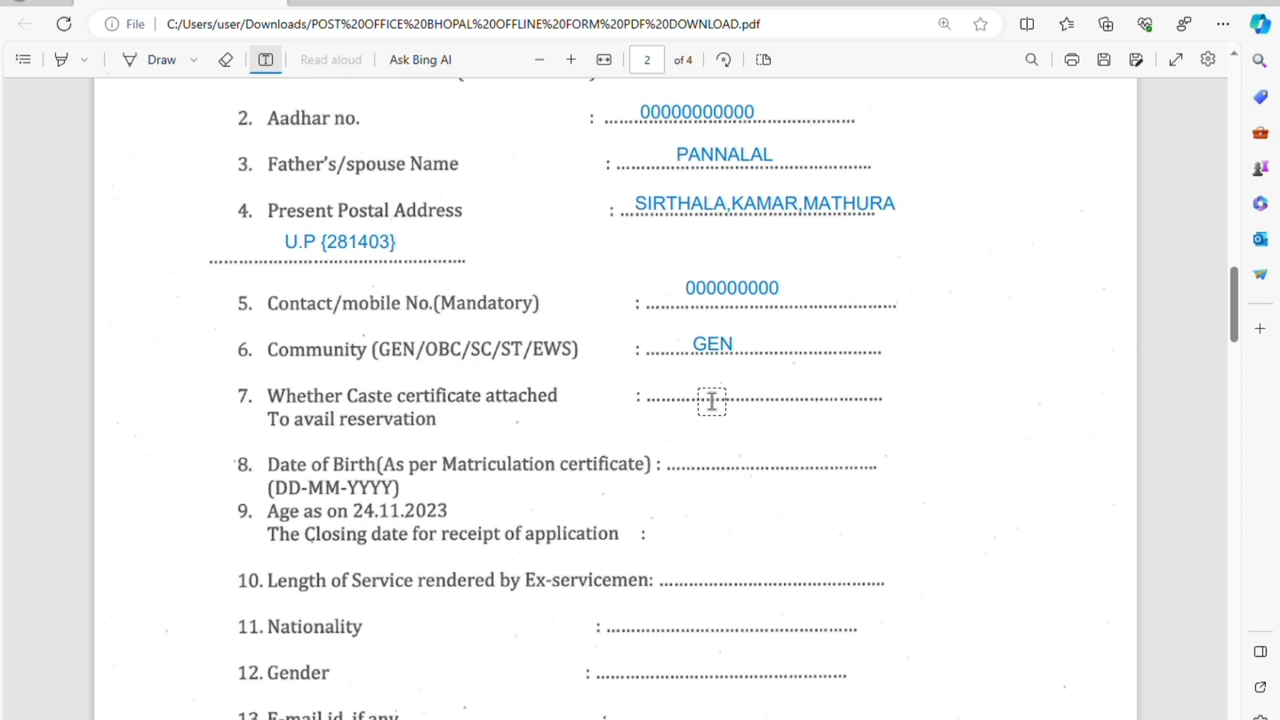 File
C:/Users/user/Downloads/POST%20OFFICE%20BHOPAL%20OFFLINE%20FORM%20PDF%20DOWNLOAD.pdf
Draw
Read aloud
Ask Bing AI
2 of 4
2. Aadhar no. : ..... 00000000000 .....
3. Father's/spouse Name : ..... PANNALAL .....
4. Present Postal Address : ..... SIRTHALA,KAMAR,MATHURA
U.P {281403}
5. Contact/mobile No.(Mandatory) : ..... 000000000 .....
6. Community (GEN/OBC/SC/ST/EWS) : ..... GEN .....
7. Whether Caste certificate attached : .....
To avail reservation
8. Date of Birth(As per Matriculation certificate) : .....
(DD-MM-YYYY)
9. Age as on 24.11.2023
The Closing date for receipt of application :
10. Length of Service rendered by Ex-servicemen: .....
11. Nationality : .....
12. Gender : .....
13. E-mail id, if any :